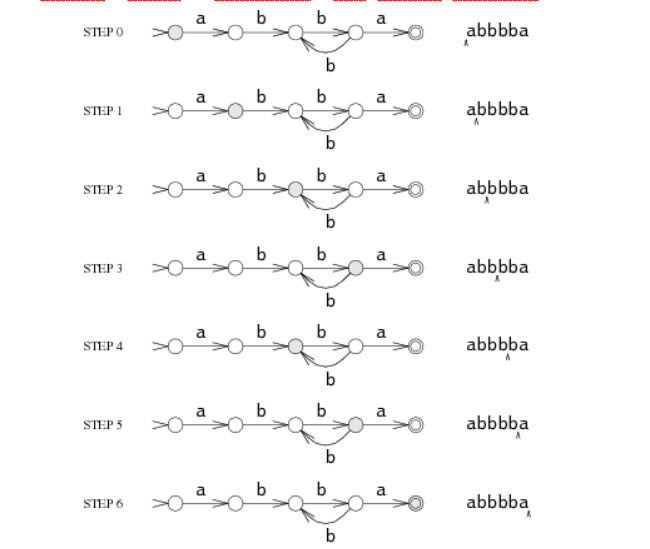 STEP 0 a b b a b abbbba
STEP 1 a b b a b abbbba
STEP 2 a b b a b abbbba
STEP 3 a b b a b abbbba
STEP 4 a b b a b abbbba
STEP 5 a b b a b abbbba
STEP 6 a b b a b abbbba